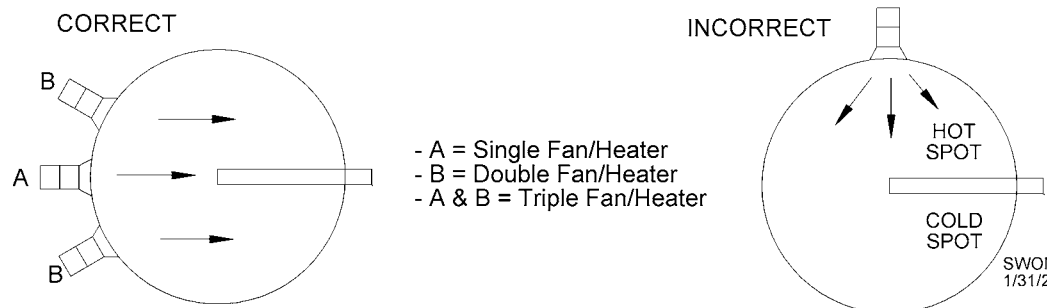 CORRECT
B
A
B
- A = Single Fan/Heater
- B = Double Fan/Heater
- A & B = Triple Fan/Heater
INCORRECT
HOT
SPOT
COLD
SPOT